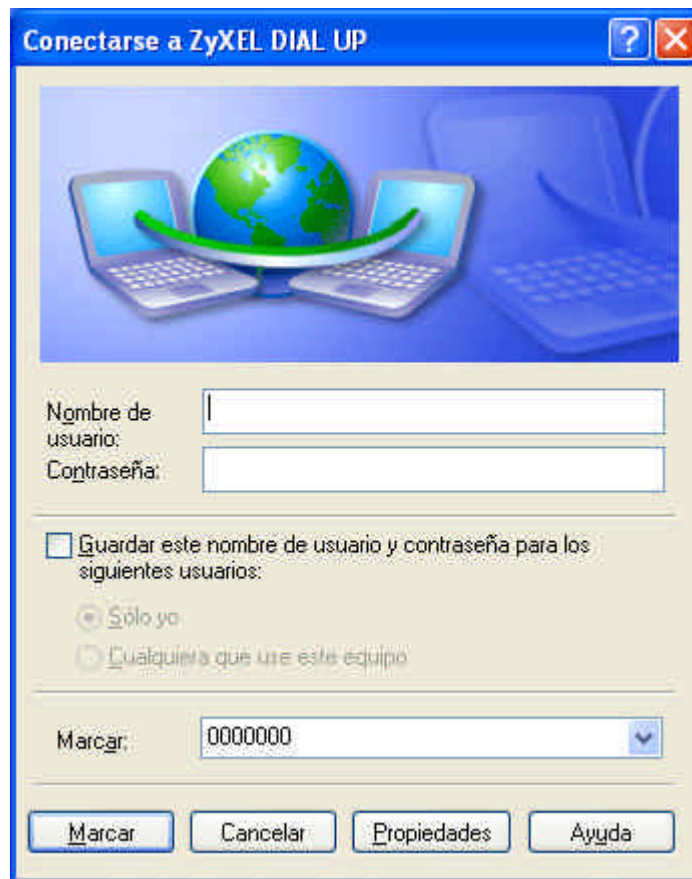 Conectarse a ZyXEL DIAL UP
Nombre de
usuario:
Contraseña:
Guardar este nombre de usuario y contraseña para los
siguientes usuarios:
Sólo yo
Cualquiera que use este equipo
Marcar: 0000000
Marcar Cancelar Propiedades Ayuda